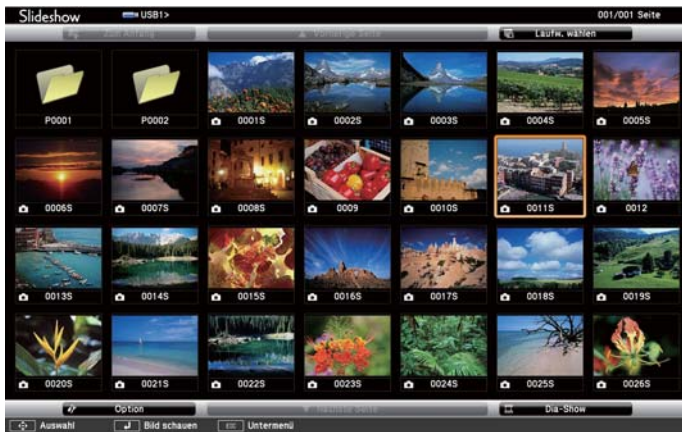 Slideshow USB1> 001/001 Seite
Zum Anfang ▲ Vorherige Seite Laufw. wählen
P0001 P0002 0001S 0002S 0003S 0004S 0005S
0006S 0007S 0008S 0009 0010S 0011S 0012
0013S 0014S 0015S 0016S 0017S 0018S 0019S
0020S 0021S 0022S 0023S 0024S 0025S 0026S
Option ▼ Nächste Seite Dia-Show
Auswahl Bild schauen ESC Untermenü